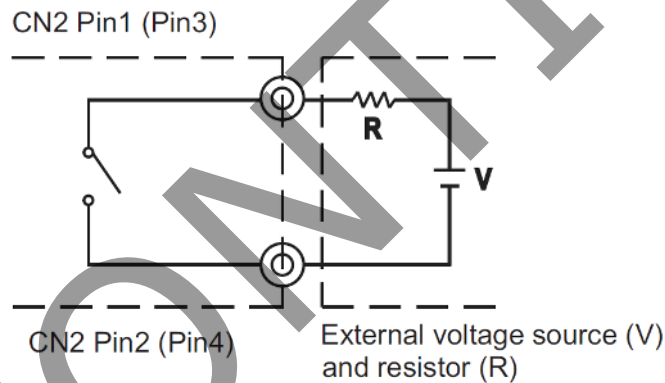 CN2 Pin1 (Pin3)
R
V
CN2 Pin2 (Pin4)
External voltage source (V)
and resistor (R)